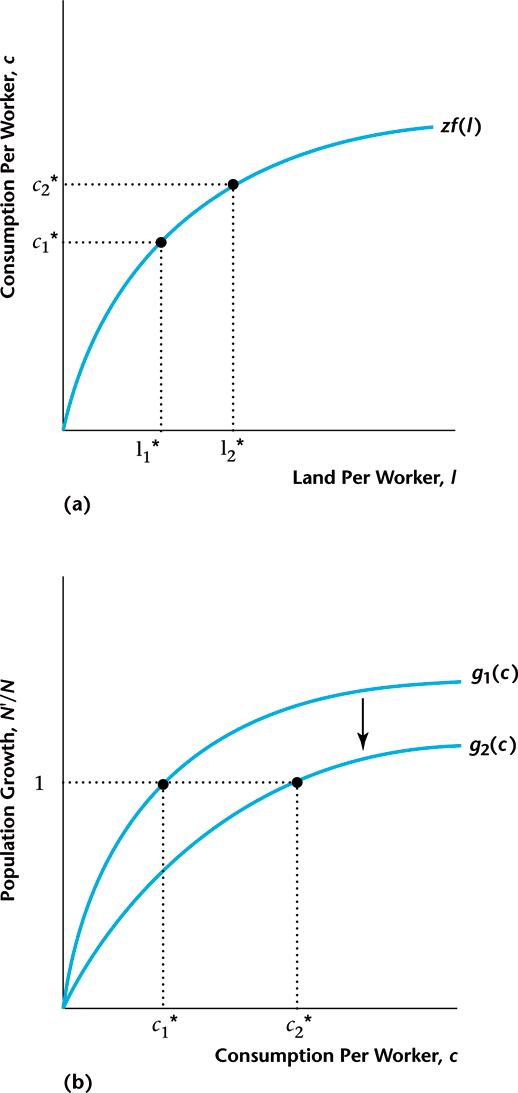 Consumption Per Worker, c
zf(l)
c₂*
c₁*
l₁*
l₂*
Land Per Worker, l
(a)
Population Growth, N'/N
g₁(c)
g₂(c)
1
c₁*
c₂*
Consumption Per Worker, c
(b)